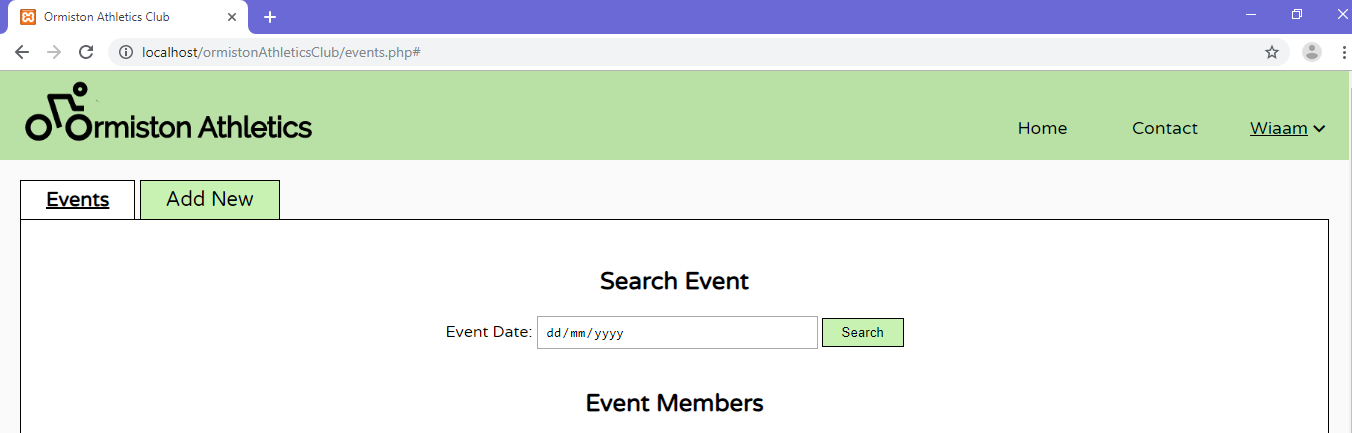 Ormiston Athletics Club
localhost/ormistonAthleticsClub/events.php#
Ormiston Athletics
Home Contact Wiaam
Events Add New
Search Event
Event Date: dd/mm/yyyy Search
Event Members